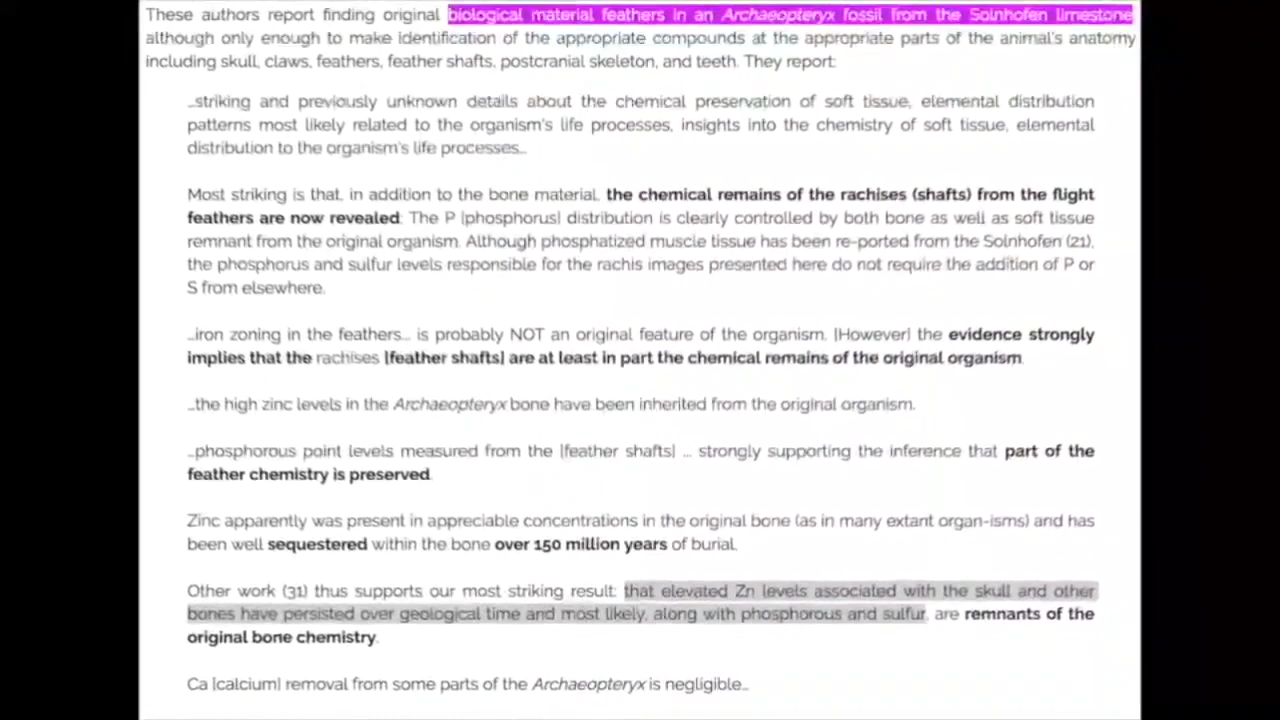 These authors report finding original biological material feathers in an Archaeopteryx fossil from the Solnhofen limestone
although only enough to make identification of the appropriate compounds at the appropriate parts of the animal's anatomy
including skull, claws, feathers, feather shafts, postcranial skeleton, and teeth. They report:
…striking and previously unknown details about the chemical preservation of soft tissue, elemental distribution
patterns most likely related to the organism's life processes, insights into the chemistry of soft tissue, elemental
distribution to the organism's life processes…
Most striking is that, in addition to the bone material, the chemical remains of the rachises (shafts) from the flight
feathers are now revealed: The P [phosphorus] distribution is clearly controlled by both bone as well as soft tissue
remnant from the original organism. Although phosphatized muscle tissue has been re-ported from the Solnhofen (21),
the phosphorus and sulfur levels responsible for the rachis images presented here do not require the addition of P or
S from elsewhere.
…iron zoning in the feathers… is probably NOT an original feature of the organism. [However] the evidence strongly
implies that the rachises [feather shafts] are at least in part the chemical remains of the original organism.
…the high zinc levels in the Archaeopteryx bone have been inherited from the original organism.
…phosphorous point levels measured from the [feather shafts] … strongly supporting the inference that part of the
feather chemistry is preserved.
Zinc apparently was present in appreciable concentrations in the original bone (as in many extant organ-isms) and has
been well sequestered within the bone over 150 million years of burial.
Other work (31) thus supports our most striking result: that elevated Zn levels associated with the skull and other
bones have persisted over geological time and most likely, along with phosphorous and sulfur, are remnants of the
original bone chemistry.
Ca [calcium] removal from some parts of the Archaeopteryx is negligible…